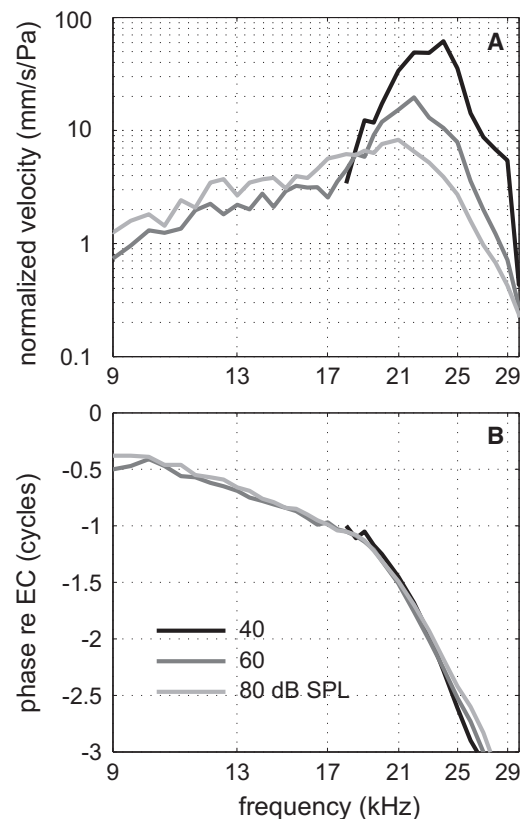 A
normalized velocity (mm/s/Pa)
100
10
1
0.1
9 13 17 21 25 29
B
phase re EC (cycles)
0
-0.5
-1
-1.5
-2
-2.5
-3
40
60
80 dB SPL
9 13 17 21 25 29
frequency (kHz)